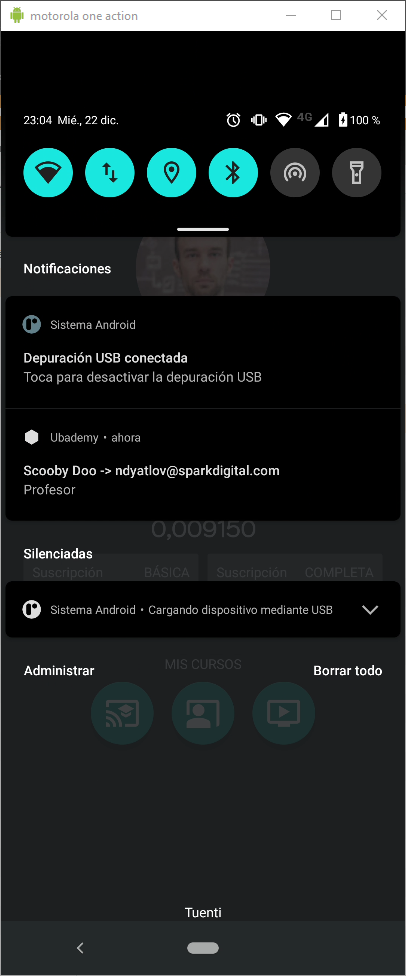 motorola one action
23:04 Mié., 22 dic.
4G
100 %
Notificaciones
Sistema Android
Depuración USB conectada
Toca para desactivar la depuración USB
Ubademy • ahora
Scooby Doo -> ndyatlov@sparkdigital.com
Profesor
0,009150
Silenciadas
Suscripción BÁSICA Suscripción COMPLETA
Sistema Android • Cargando dispositivo mediante USB
MIS CURSOS
Administrar Borrar todo
Tuenti